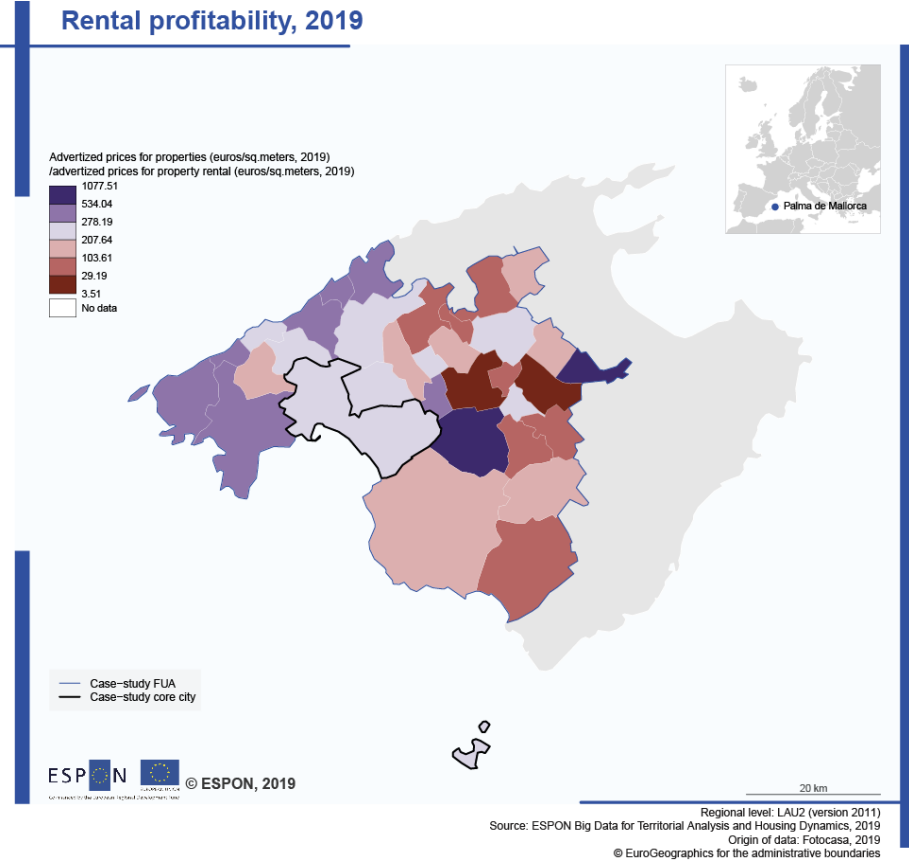 Rental profitability, 2019
Advertized prices for properties (euros/sq.meters, 2019)
/advertized prices for property rental (euros/sq.meters, 2019)
1077.51
534.04
278.19
207.64
103.61
29.19
3.51
No data
Palma de Mallorca
Case−study FUA
Case−study core city
ESPON
© ESPON, 2019
20 km
Regional level: LAU2 (version 2011)
Source: ESPON Big Data for Territorial Analysis and Housing Dynamics, 2019
Origin of data: Fotocasa, 2019
© EuroGeographics for the administrative boundaries